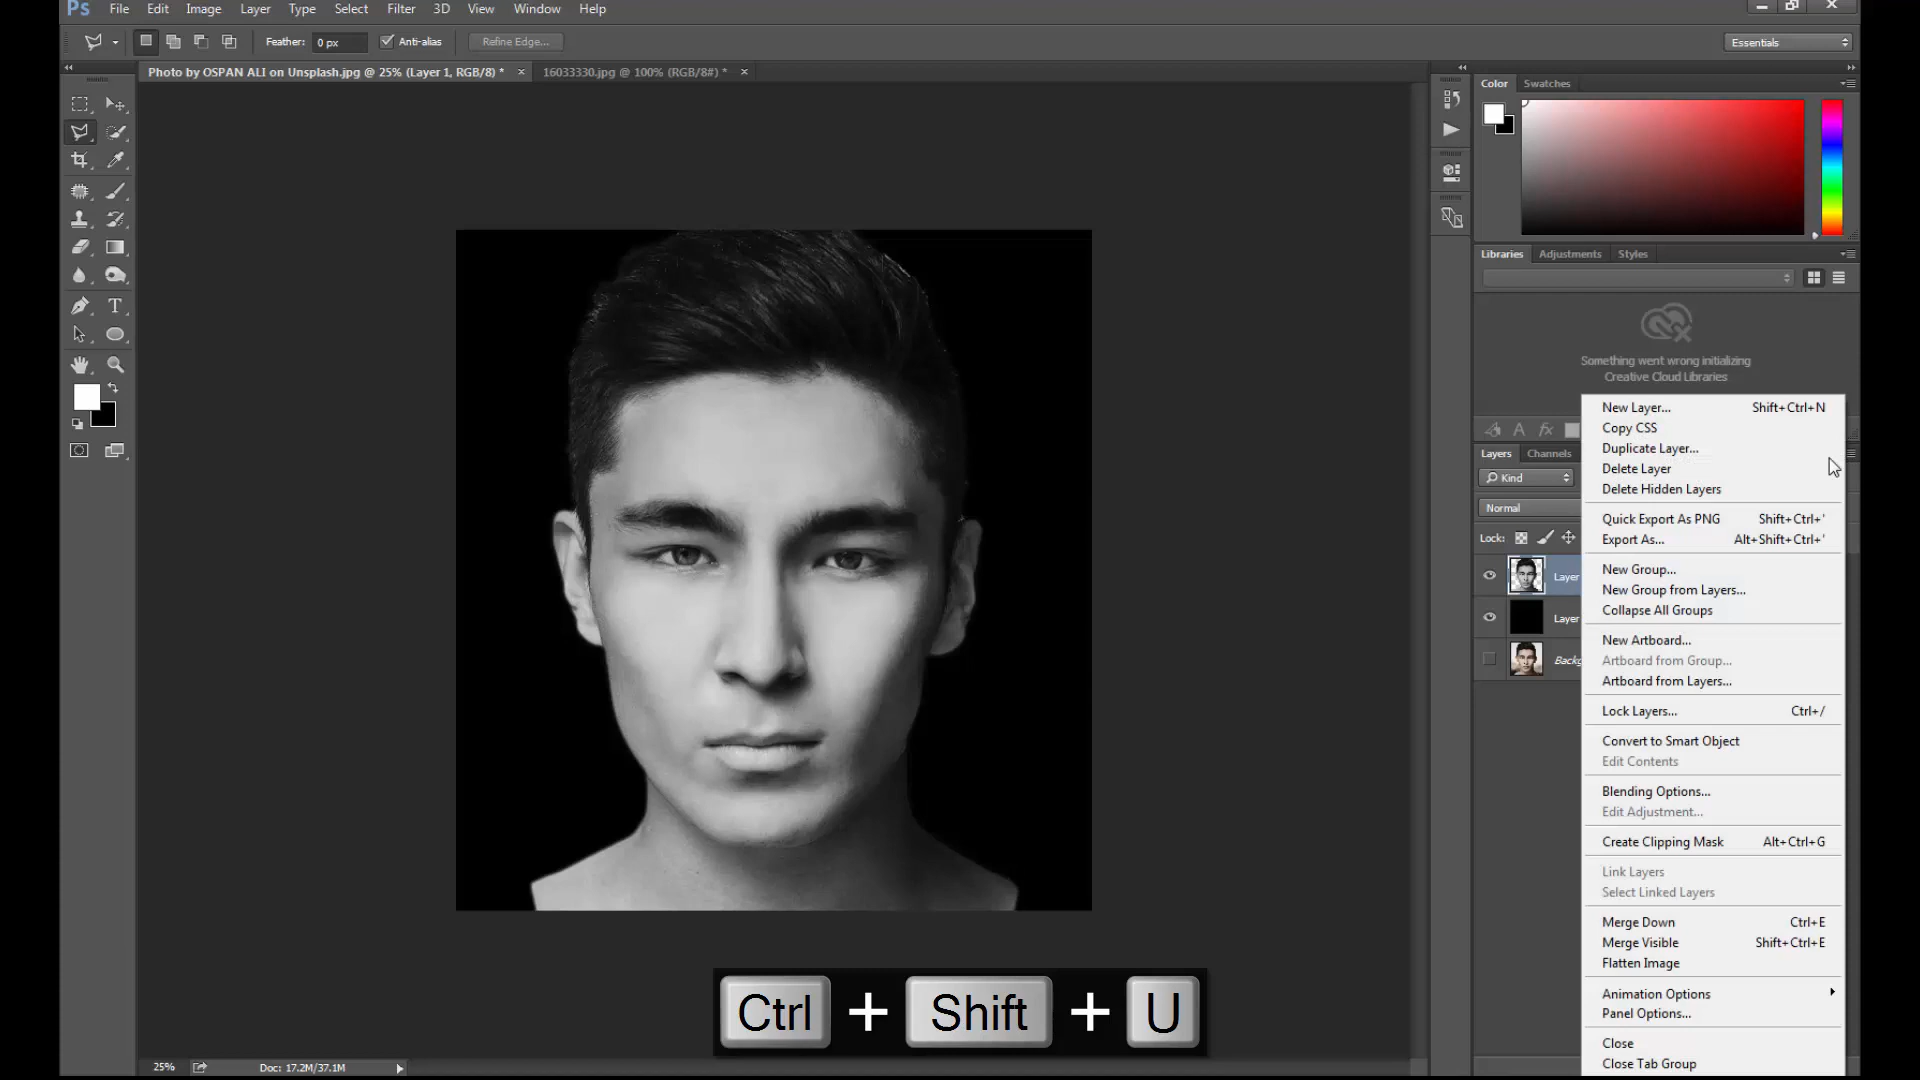 Ps File Edit Image Layer Type Select Filter 3D View Window Help
Feather: 0 px Anti-alias Refine Edge... Essentials
Photo by OSPAN ALI on Unsplash.jpg @ 25% (Layer 1, RGB/8) * 16033330.jpg @ 100% (RGB/8#) *
Color Swatches
Libraries Adjustments Styles
Something went wrong initializing
Creative Cloud Libraries
Layers Channels
Kind
Normal
Lock:
Layer
Layer
New Layer... Shift+Ctrl+N
Copy CSS
Duplicate Layer...
Delete Layer
Delete Hidden Layers
Quick Export As PNG Shift+Ctrl+'
Export As... Alt+Shift+Ctrl+'
New Group...
New Group from Layers...
Collapse All Groups
New Artboard...
Artboard from Group...
Artboard from Layers...
Lock Layers... Ctrl+/
Convert to Smart Object
Edit Contents
Blending Options...
Edit Adjustment...
Create Clipping Mask Alt+Ctrl+G
Link Layers
Select Linked Layers
Merge Down Ctrl+E
Merge Visible Shift+Ctrl+E
Flatten Image
Animation Options
Panel Options...
Close
Close Tab Group
Ctrl + Shift + U
25% Doc: 17.2M/37.1M